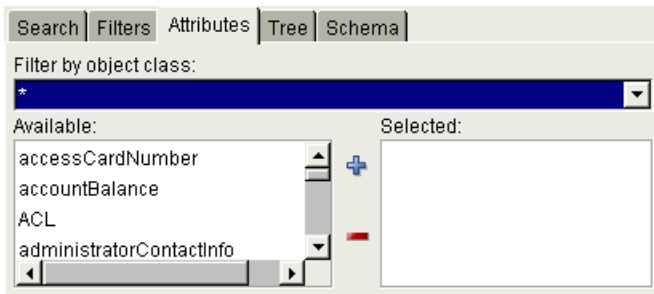 Search Filters Attributes Tree Schema
Filter by object class:
*
Available: Selected:
accessCardNumber
accountBalance
ACL
administratorContactInfo